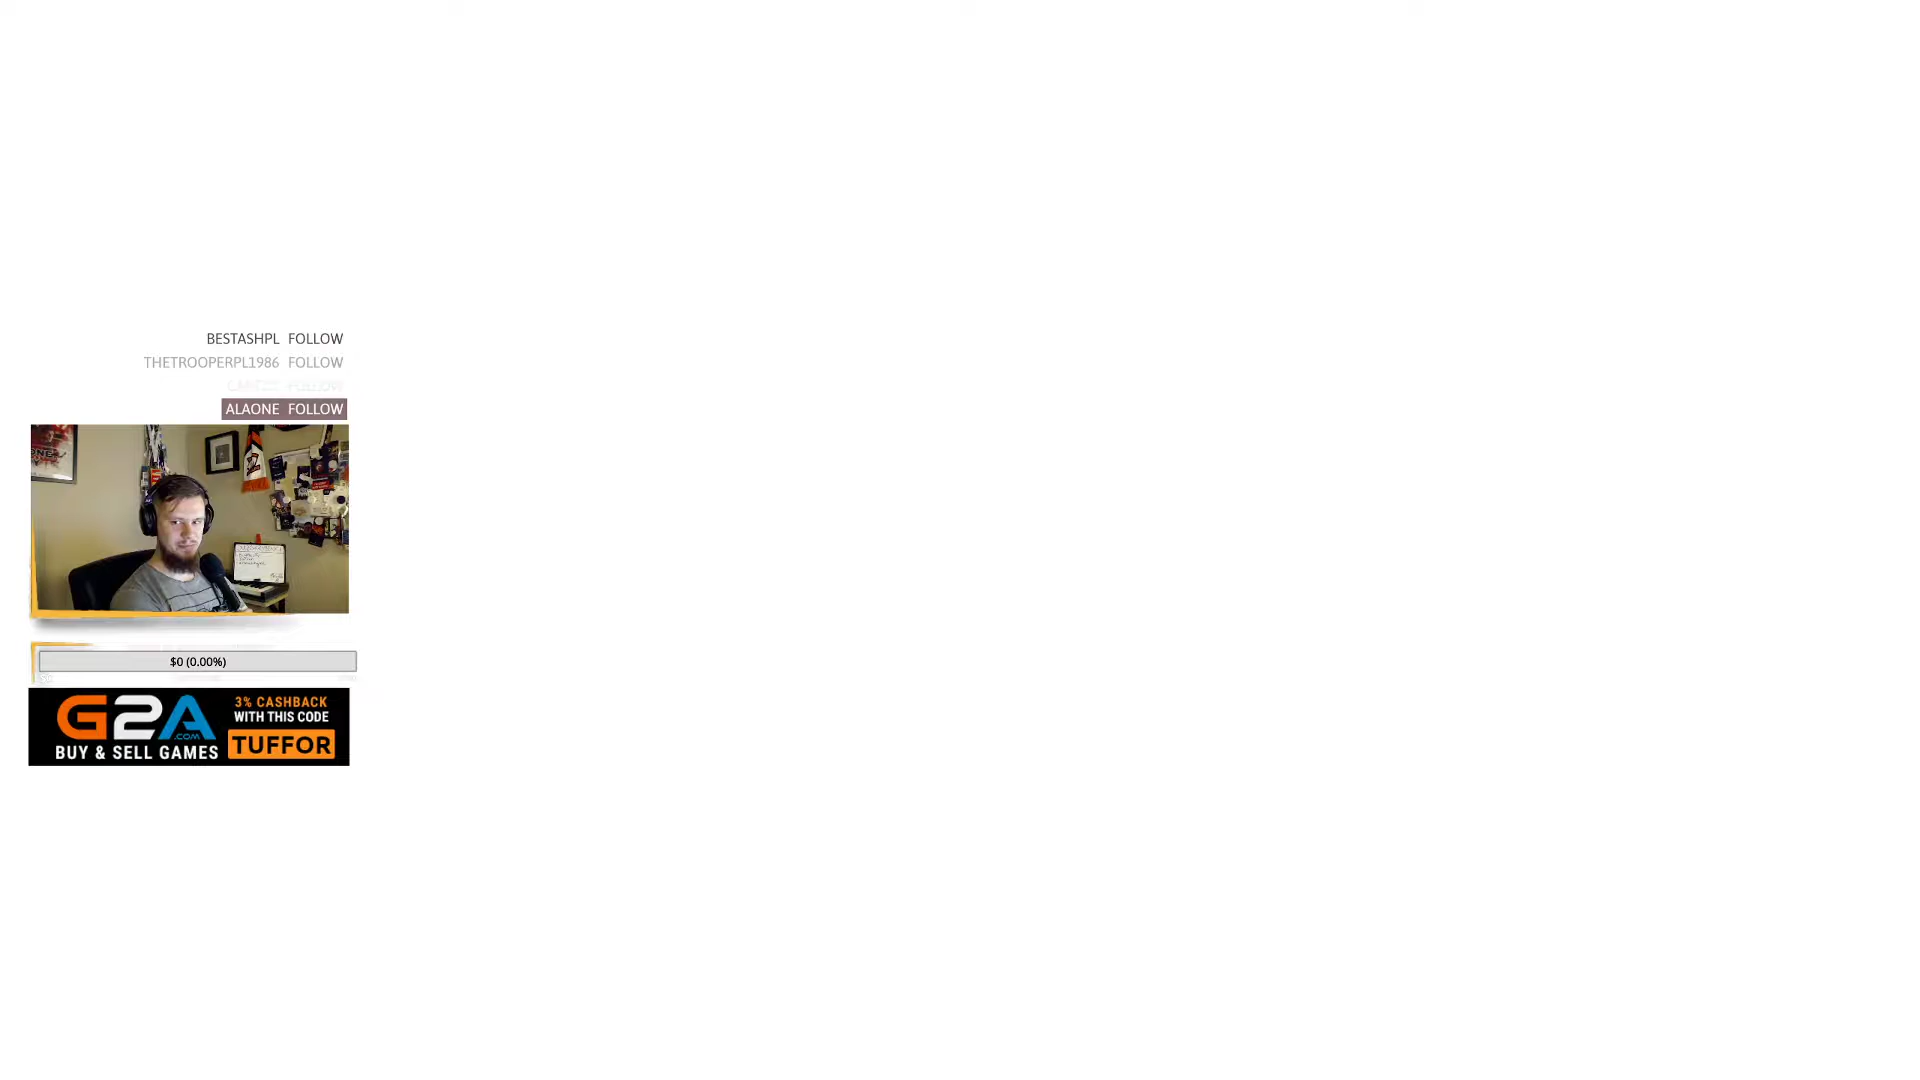 BESTASHPL FOLLOW
THETROOPERPL1986 FOLLOW
FOLLOW
ALAONE FOLLOW
$0 (0.00%)
G2A
.COM
BUY & SELL GAMES
3% CASHBACK
WITH THIS CODE
TUFFOR